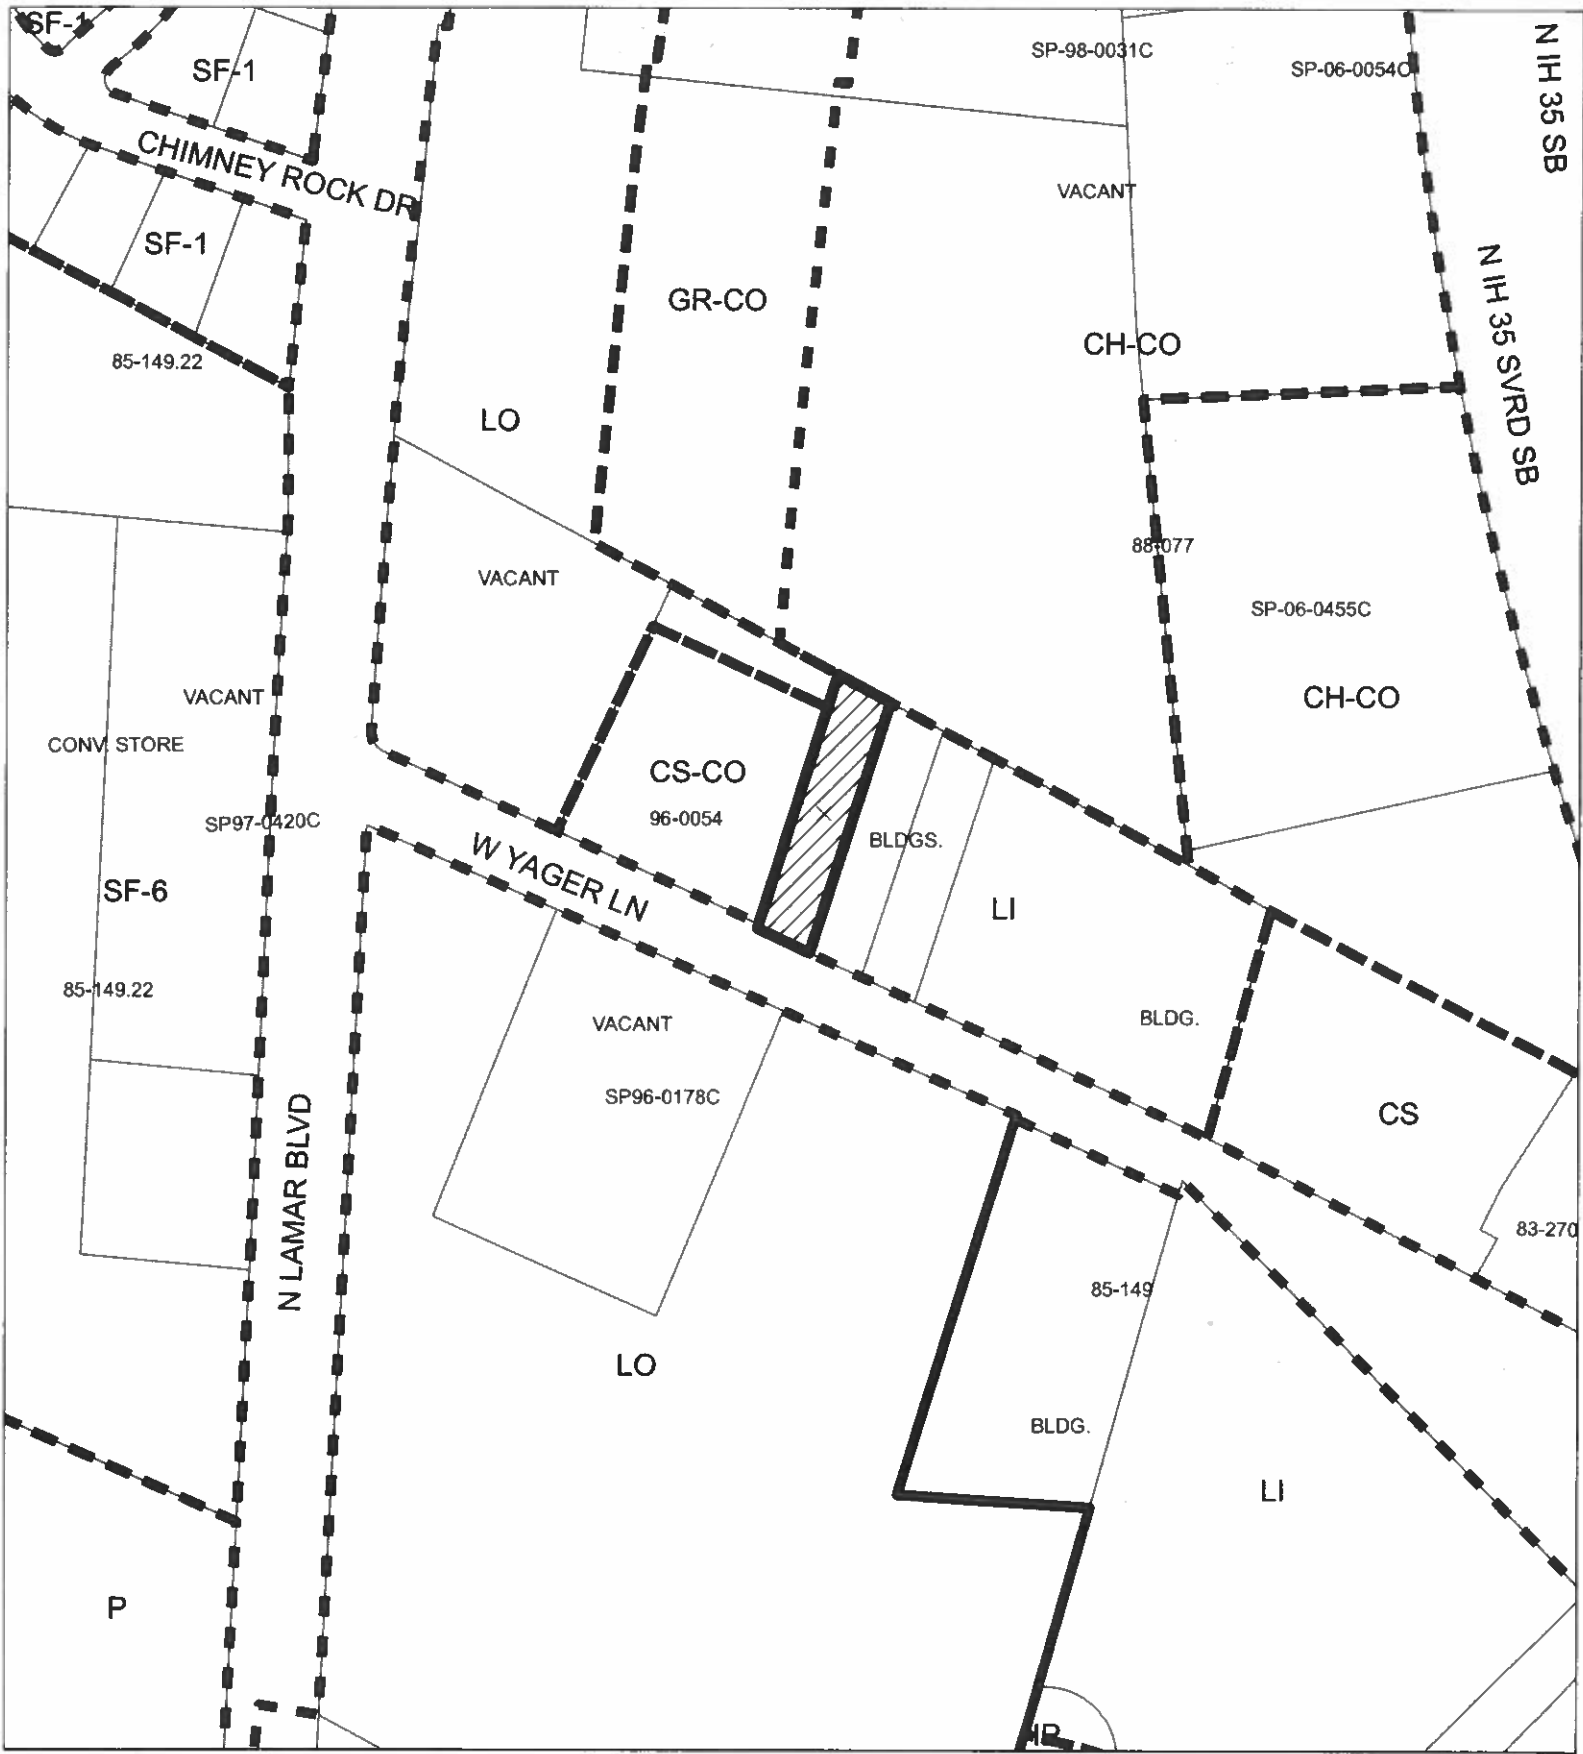 SF-1
SF-1
SP-98-0031C
SP-06-0054C
N IH 35 SB
CHIMNEY ROCK DR
VACANT
SF-1
GR-CO
N IH 35 SVRD SB
CH-CO
85-149.22
LO
88-077
VACANT
SP-06-0455C
VACANT
CH-CO
CONV. STORE
CS-CO
96-0054
SP97-0420C
BLDGS.
W YAGER LN
SF-6
LI
85-149.22
VACANT
BLDG.
SP96-0178C
CS
N LAMAR BLVD
83-270
85-149
LO
BLDG.
LI
P